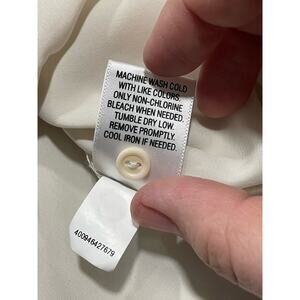 MACHINE WASH COLD
WITH LIKE COLORS.
ONLY NON-CHLORINE
BLEACH WHEN NEEDED.
TUMBLE DRY LOW.
REMOVE PROMPTLY.
COOL IRON IF NEEDED.
400946427679